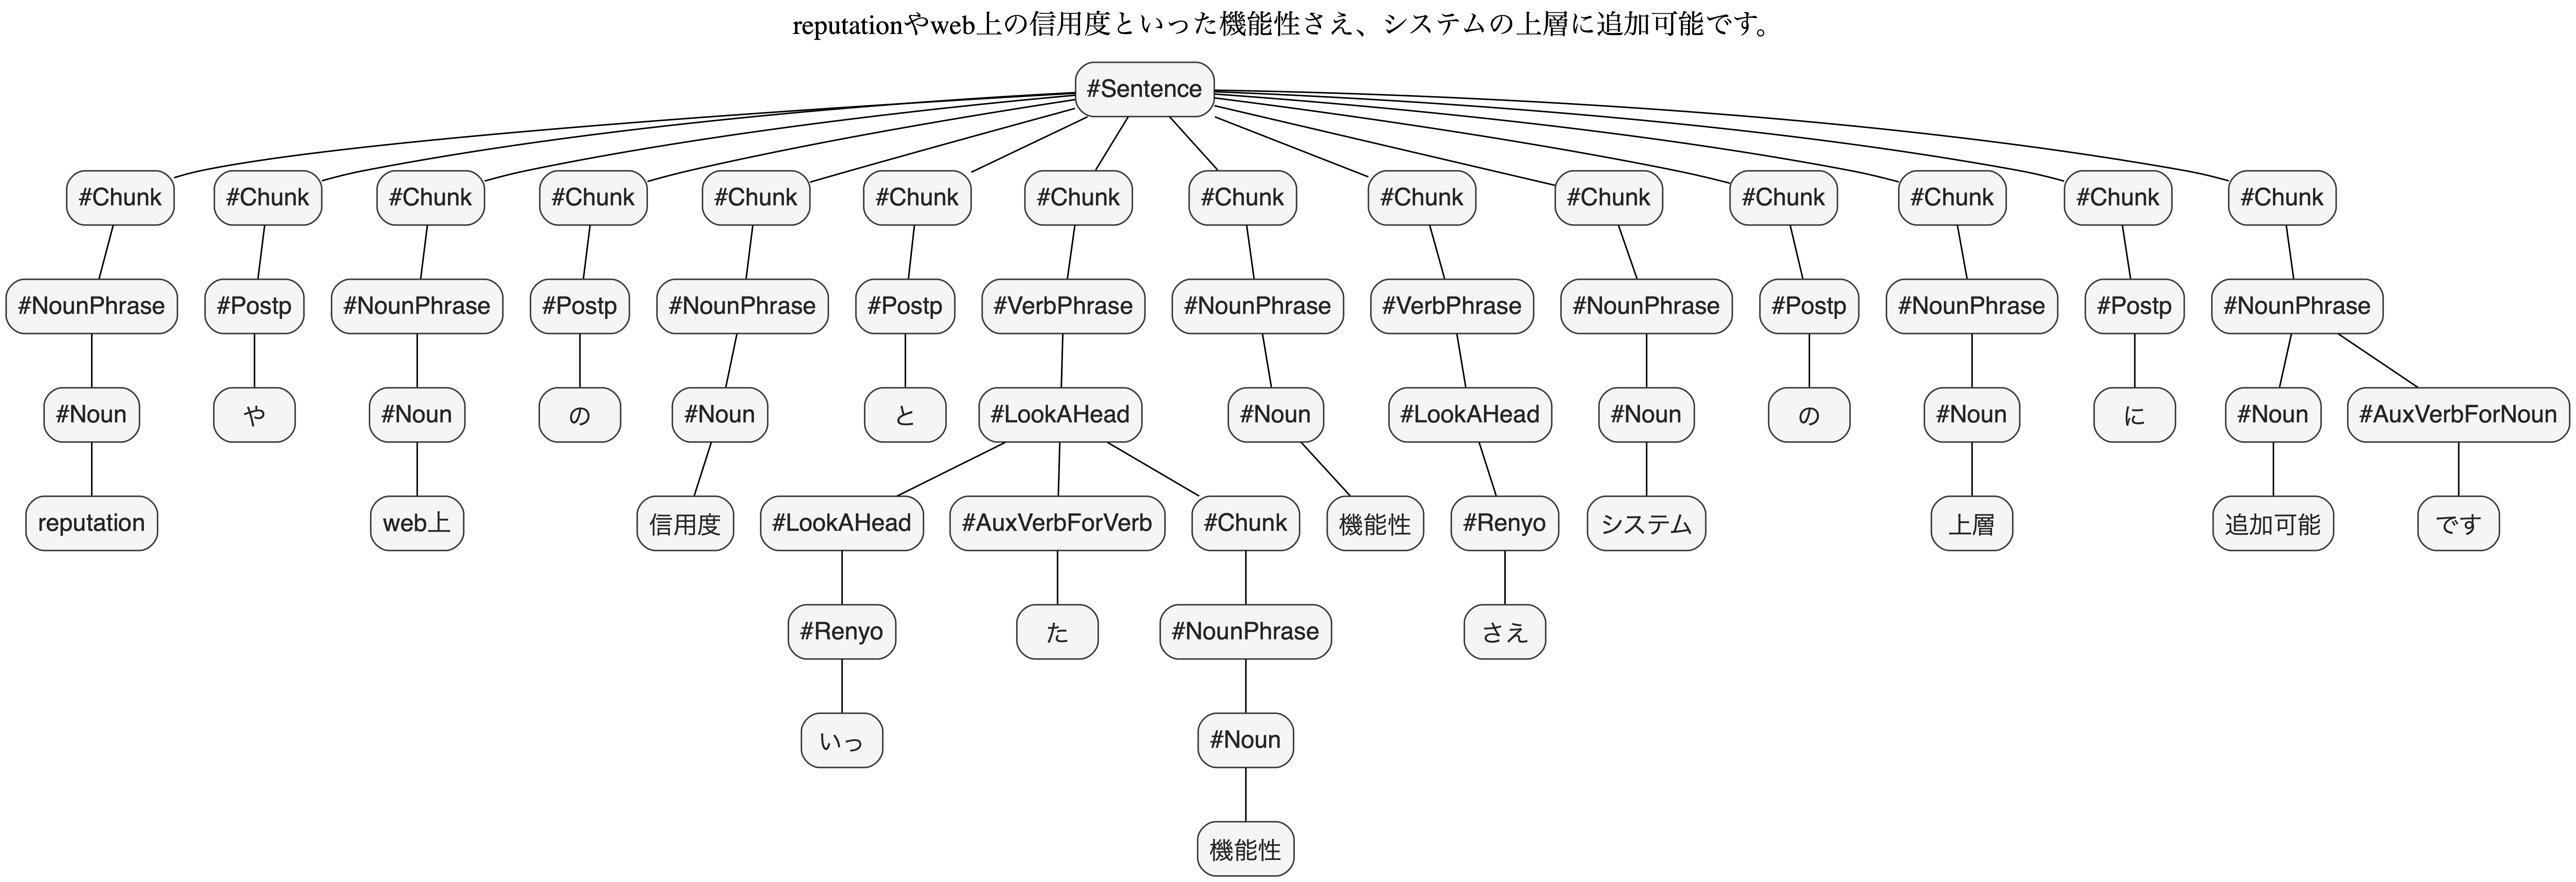 reputationやweb上の信用度といった機能性さえ、システムの上層に追加可能です。
#Sentence
#Chunk #Chunk #Chunk #Chunk #Chunk #Chunk #Chunk #Chunk #Chunk #Chunk #Chunk #Chunk #Chunk #Chunk
#NounPhrase #Postp #NounPhrase #Postp #NounPhrase #Postp #VerbPhrase #NounPhrase #VerbPhrase #NounPhrase #Postp #NounPhrase #Postp #NounPhrase
#Noun や #Noun の #Noun と #LookAHead #Noun #LookAHead #Noun の #Noun に #Noun #AuxVerbForNoun
reputation web上 信用度 #LookAHead #AuxVerbForVerb #Chunk 機能性 #Renyo システム 上層 追加可能 です
#Renyo た #NounPhrase さえ
いっ #Noun
機能性